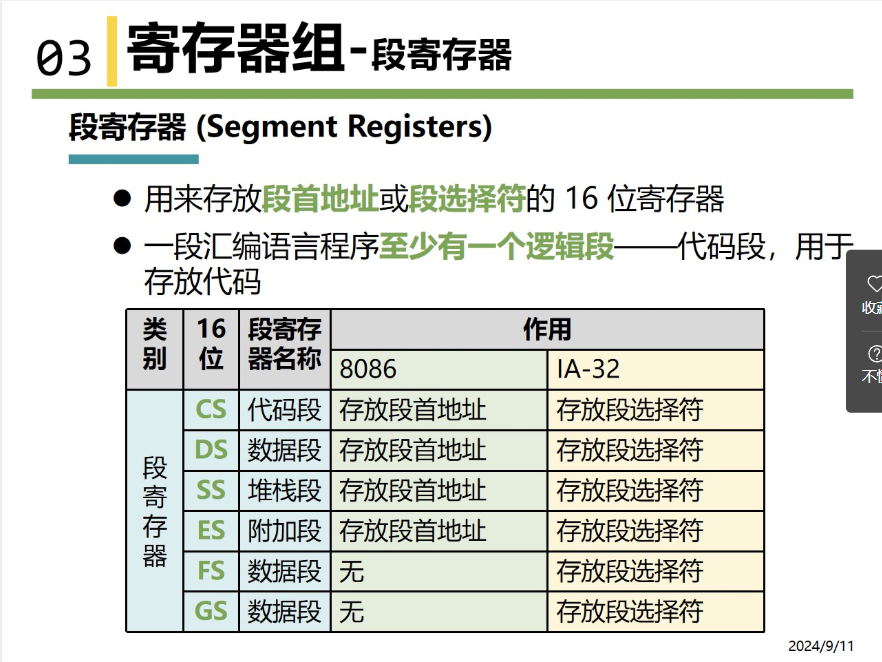 03 寄存器组-段寄存器
段寄存器 (Segment Registers)
● 用来存放段首地址或段选择符的 16 位寄存器
● 一段汇编语言程序至少有一个逻辑段——代码段，用于
存放代码
类别 16位 段寄存器名称 作用
8086 IA-32
段寄存器
CS 代码段 存放段首地址 存放段选择符
DS 数据段 存放段首地址 存放段选择符
SS 堆栈段 存放段首地址 存放段选择符
ES 附加段 存放段首地址 存放段选择符
FS 数据段 无 存放段选择符
GS 数据段 无 存放段选择符
收
不
2024/9/11